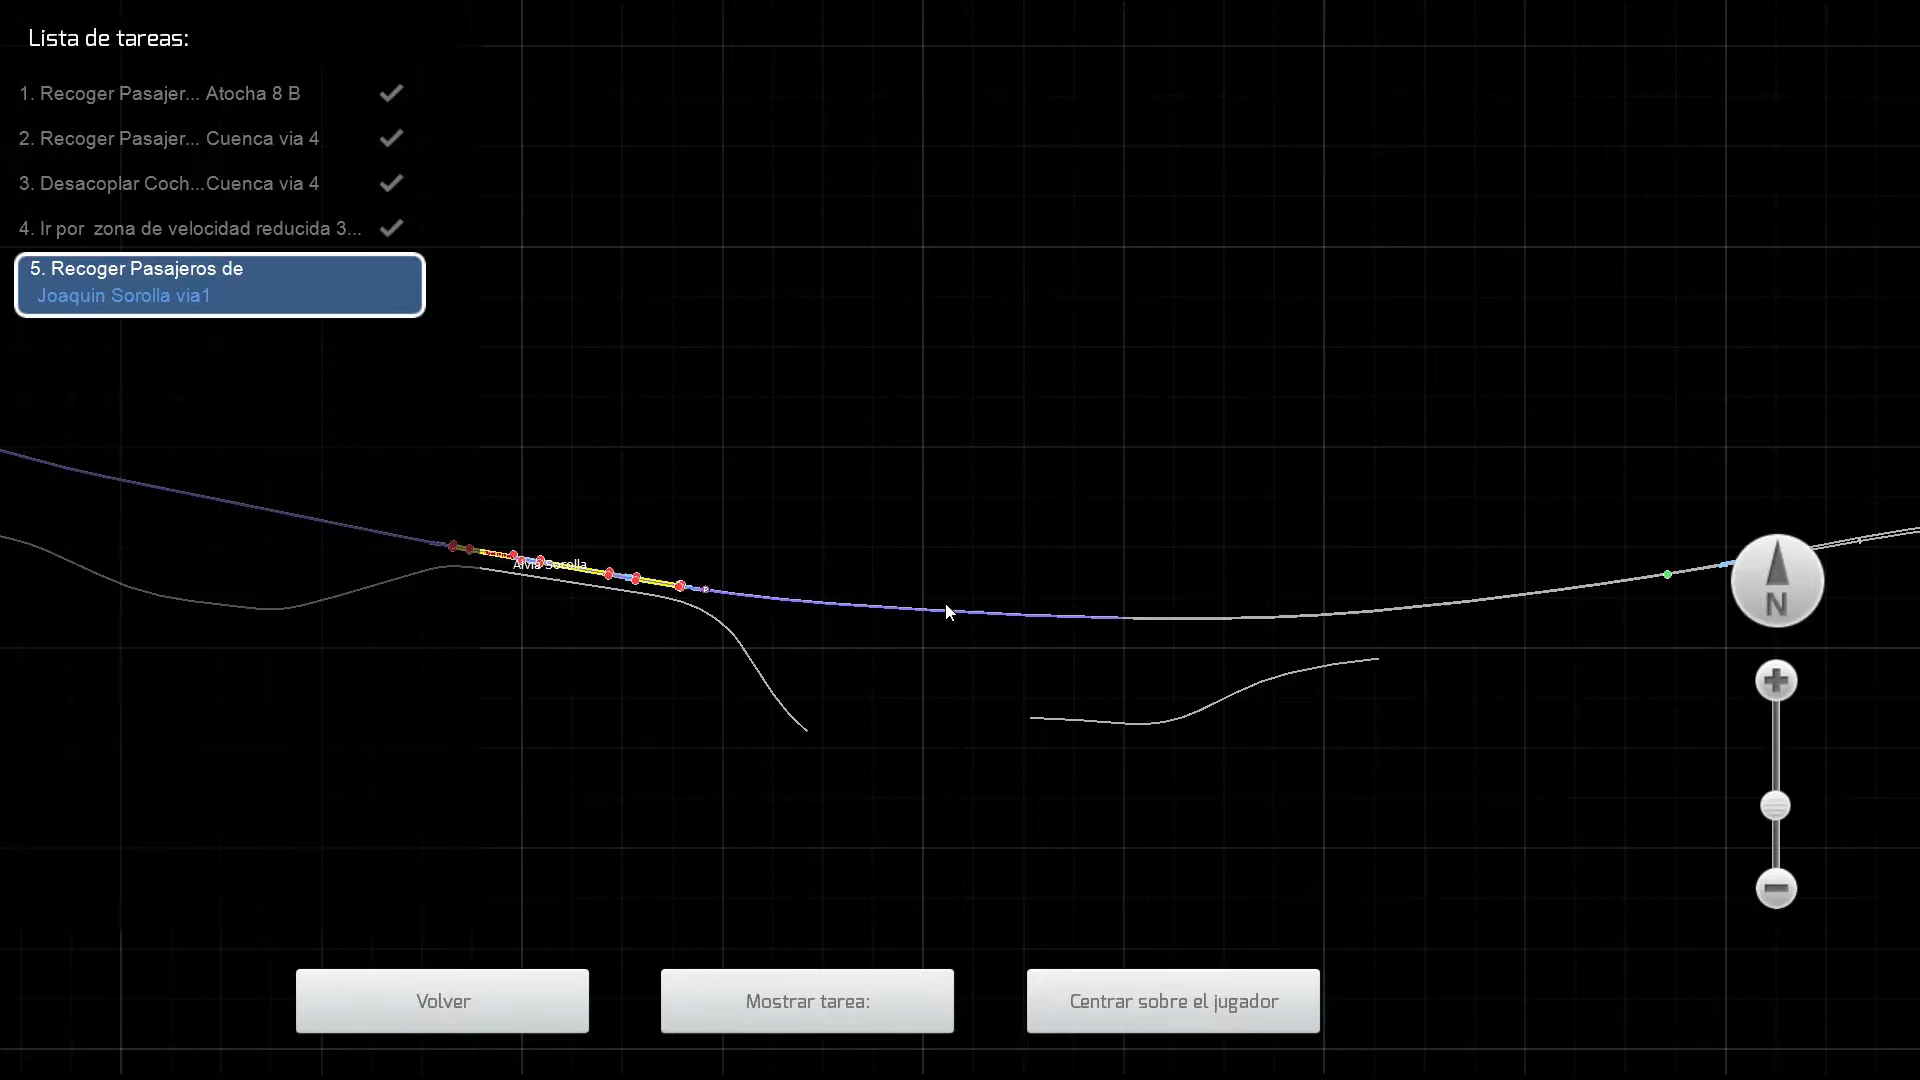 Lista de tareas:
1. Recoger Pasajer... Atocha 8 B
2. Recoger Pasajer... Cuenca via 4
3. Desacoplar Coch...Cuenca via 4
4. Ir por zona de velocidad reducida 3...
5. Recoger Pasajeros de
Joaquin Sorolla via1
Alvia Sorolla
N
Volver
Mostrar tarea:
Centrar sobre el jugador